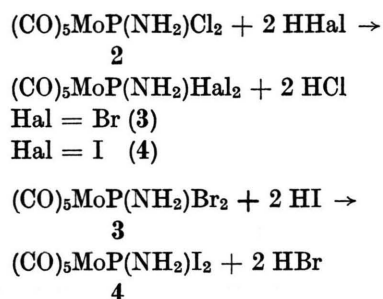 (CO)₅MoP(NH₂)Cl₂ + 2 HHal →
2
(CO)₅MoP(NH₂)Hal₂ + 2 HCl
Hal = Br (3)
Hal = I (4)
(CO)₅MoP(NH₂)Br₂ + 2 HI →
3
(CO)₅MoP(NH₂)I₂ + 2 HBr
4